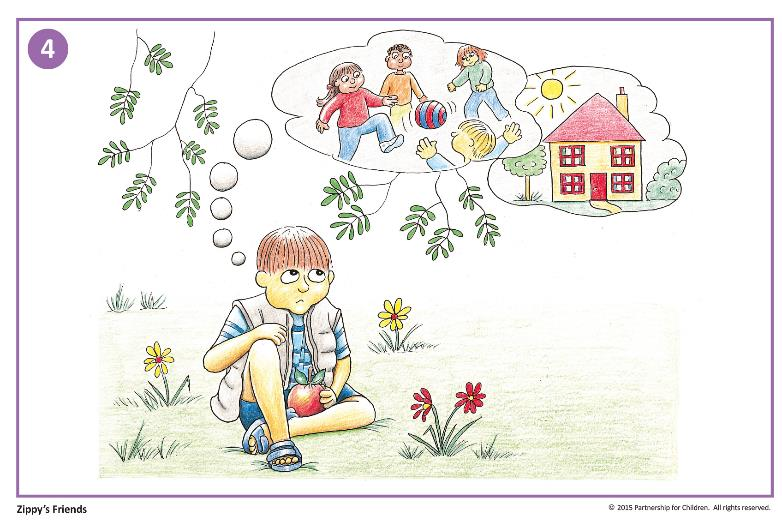 4
Zippy's Friends
© 2015 Partnership for Children. All rights reserved.